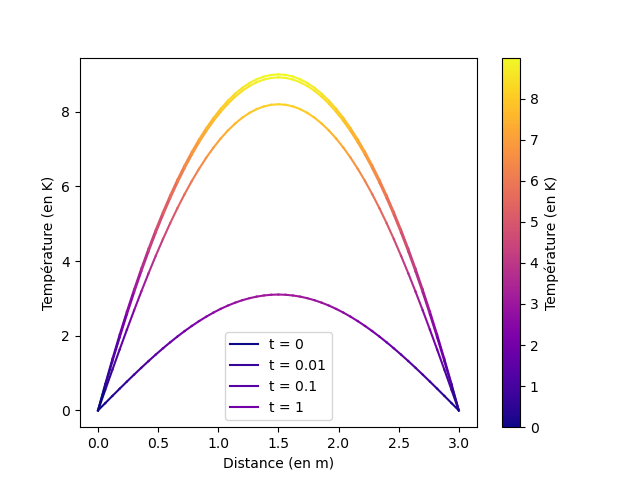 8
6
4
2
0
Température (en K)
0.0 0.5 1.0 1.5 2.0 2.5 3.0
Distance (en m)
t = 0
t = 0.01
t = 0.1
t = 1
8
7
6
5
4
3
2
1
0
Température (en K)